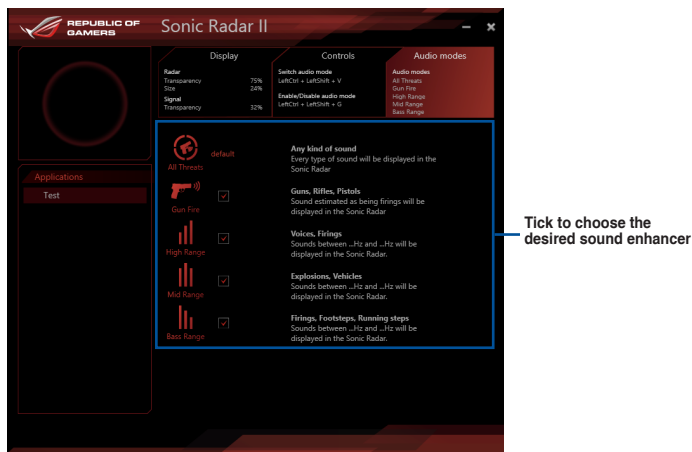 REPUBLIC OF
GAMERS
Sonic Radar II
Display
Radar
Transparency 75%
Size 24%
Signal
Transparency 32%
Controls
Switch audio mode
LeftCtrl + LeftShift + V
Enable/Disable audio mode
LeftCtrl + LeftShift + G
Audio modes
Audio modes
All Threats
Gun Fire
High Range
Mid Range
Bass Range
Applications
Test
All Threats
default
Any kind of sound
Every type of sound will be displayed in the
Sonic Radar
Gun Fire
Guns, Rifles, Pistols
Sound estimated as being firings will be
displayed in the Sonic Radar
High Range
Voices, Firings
Sounds between ...Hz and ...Hz will be
displayed in the Sonic Radar.
Mid Range
Explosions, Vehicles
Sounds between ...Hz and ...Hz will be
displayed in the Sonic Radar.
Bass Range
Firings, Footsteps, Running steps
Sounds between ...Hz and ...Hz will be
displayed in the Sonic Radar.
Tick to choose the
desired sound enhancer